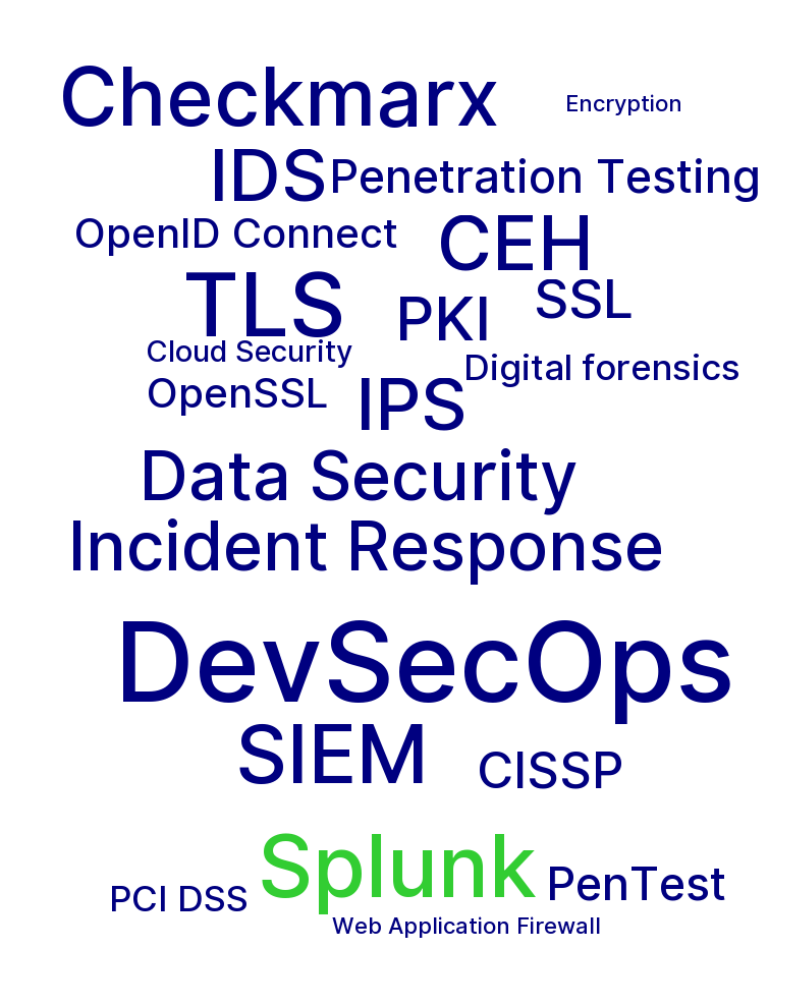 Checkmarx
Encryption
IDS
Penetration Testing
OpenID Connect
CEH
TLS
PKI
SSL
Cloud Security
Digital forensics
OpenSSL
IPS
Data Security
Incident Response
DevSecOps
SIEM
CISSP
Splunk
PenTest
PCI DSS
Web Application Firewall